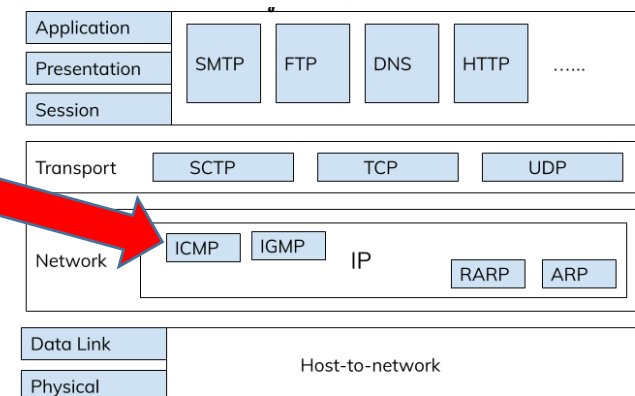 Application
Presentation
Session
SMTP FTP DNS HTTP ......
Transport SCTP TCP UDP
Network ICMP IGMP IP RARP ARP
Data Link
Physical
Host-to-network